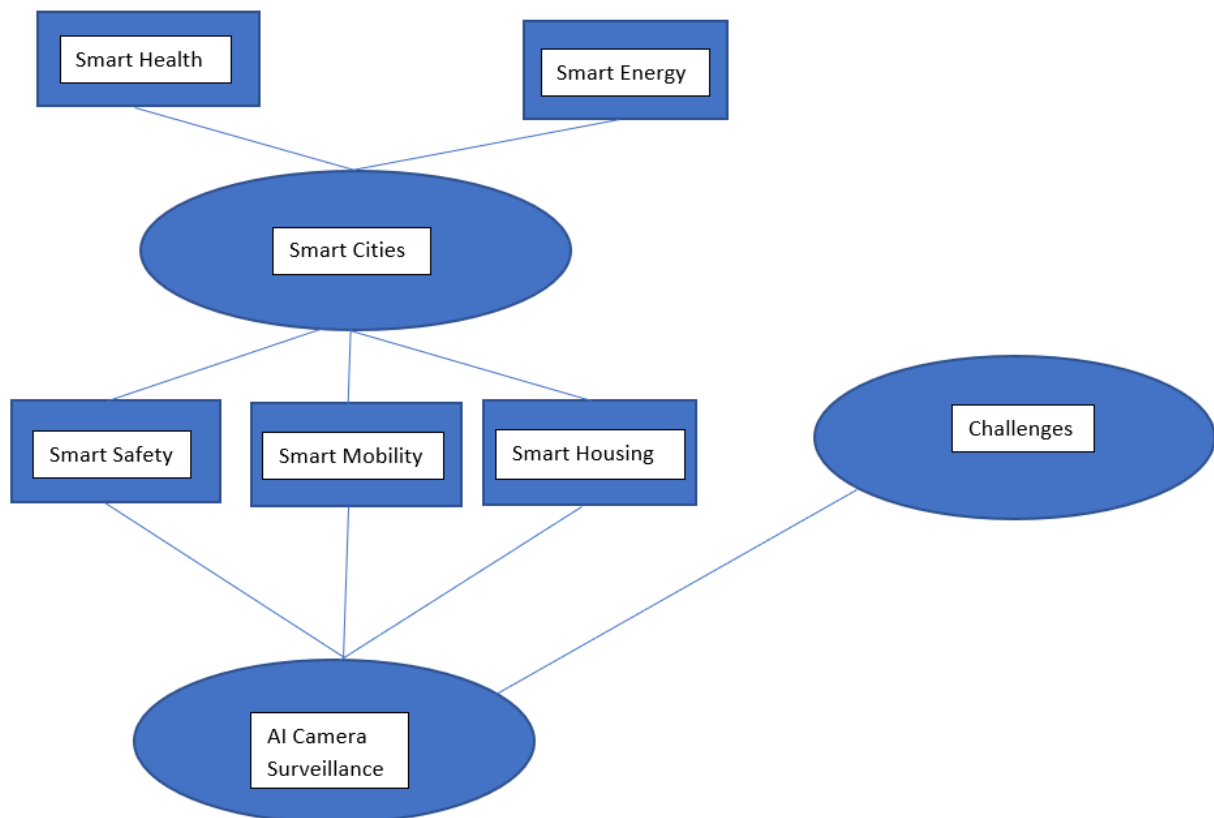 Smart Health
Smart Energy
Smart Cities
Challenges
Smart Safety
Smart Mobility
Smart Housing
AI Camera
Surveillance